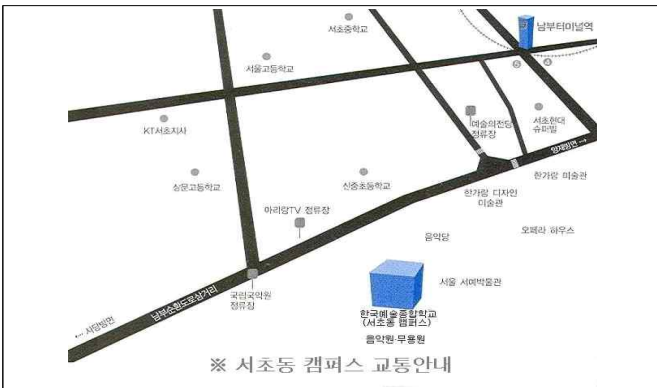 서초중학교
남부터미널역
서울고등학교
⑤ ④
KT서초지사
예술의전당
정류장
서초현대
슈퍼빌
양재방면 →
상문고등학교
신중초등학교
한가람 디자인
미술관
한가람 미술관
아리랑TV 정류장
음악당
오페라 하우스
서울 서예박물관
국립국악원
정류장
남부순환도로삼거리
← 사당방면
한국예술종합학교
(서초동 캠퍼스)
음악원·무용원
※ 서초동 캠퍼스 교통안내